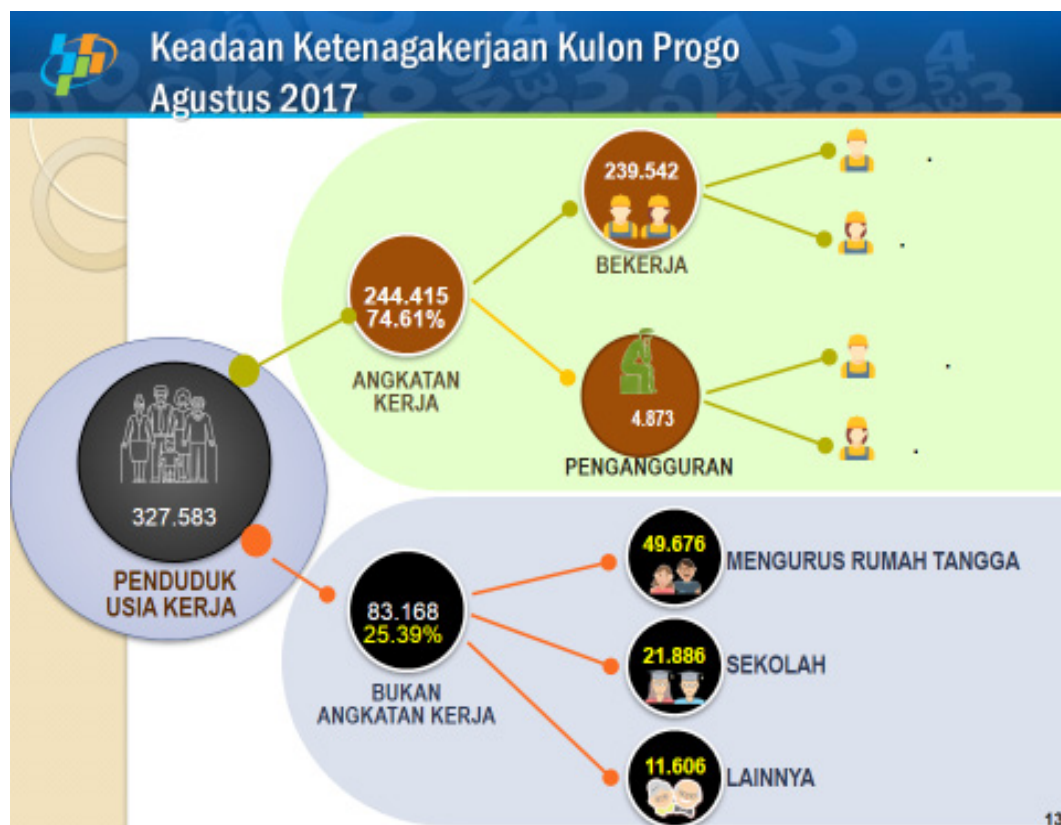 Keadaan Ketenagakerjaan Kulon Progo
Agustus 2017
239.542
BEKERJA
244.415
74.61%
ANGKATAN
KERJA
4.873
PENGANGGURAN
327.583
PENDUDUK
USIA KERJA
83.168
25.39%
BUKAN
ANGKATAN KERJA
49.676
MENGURUS RUMAH TANGGA
21.886
SEKOLAH
11.606
LAINNYA